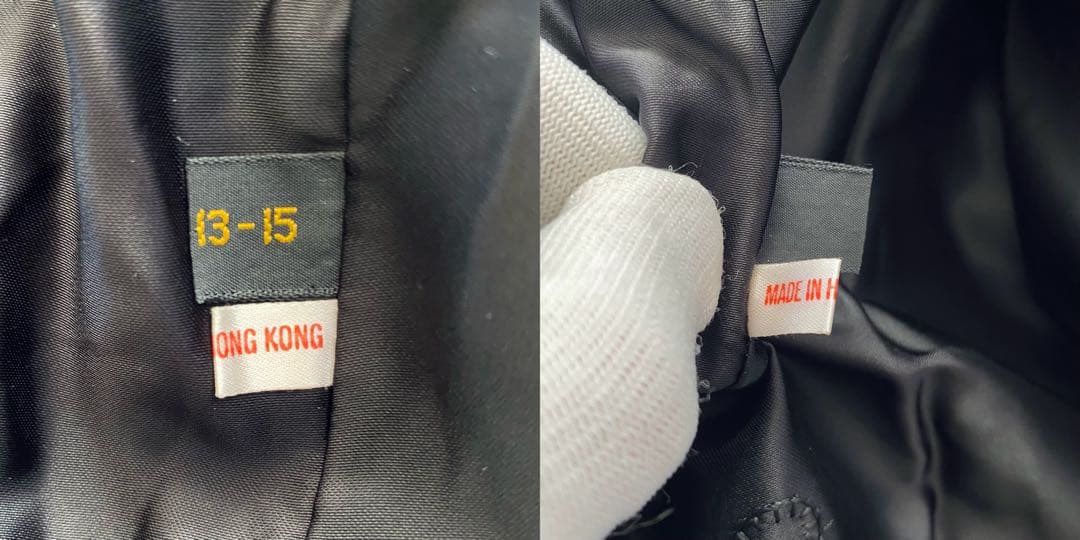 13-15
ONG KONG
MADE IN H